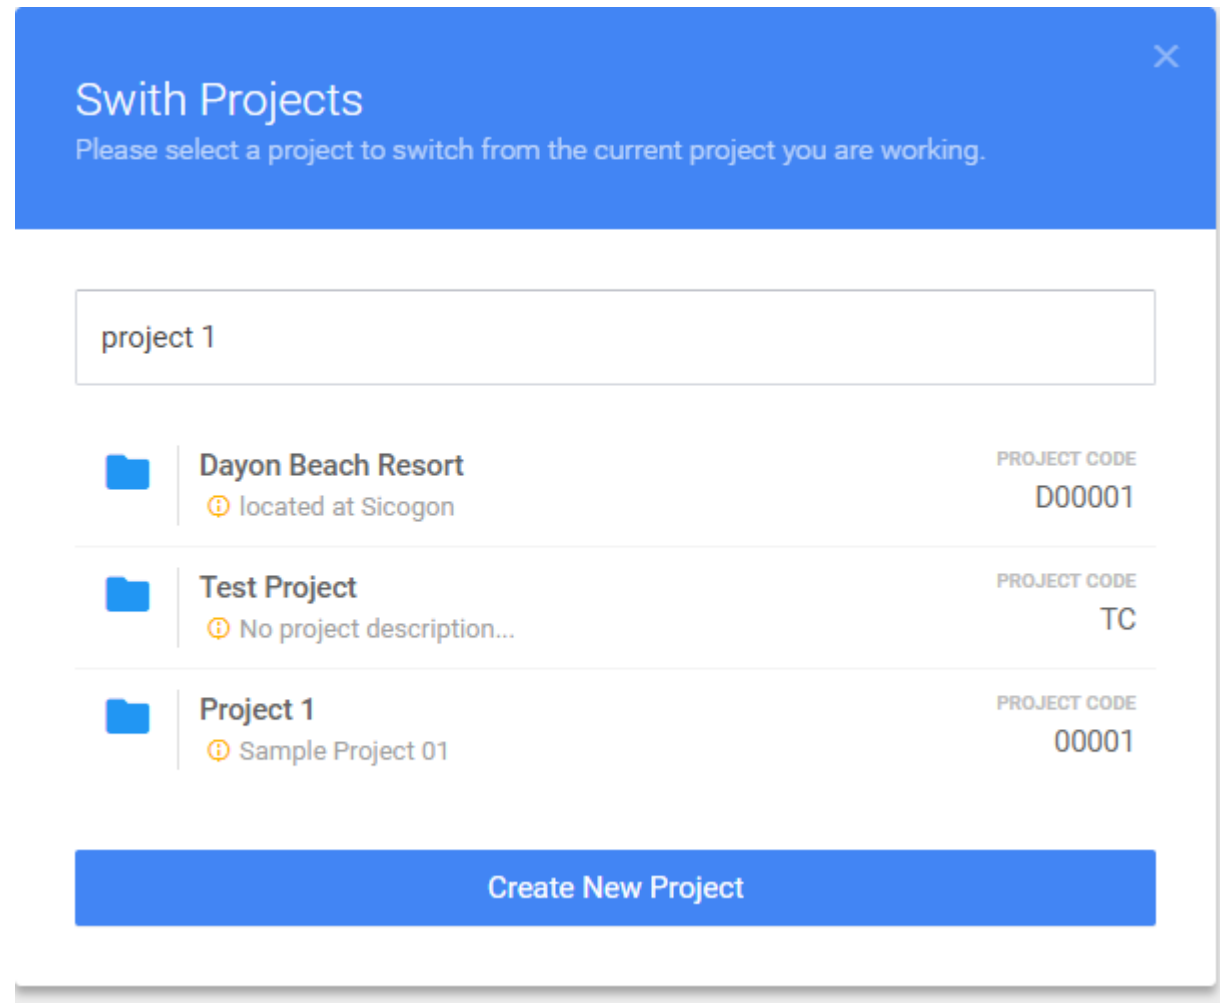 Swith Projects
Please select a project to switch from the current project you are working.
project 1
Dayon Beach Resort
located at Sicogon
PROJECT CODE
D00001
Test Project
No project description...
PROJECT CODE
TC
Project 1
Sample Project 01
PROJECT CODE
00001
Create New Project